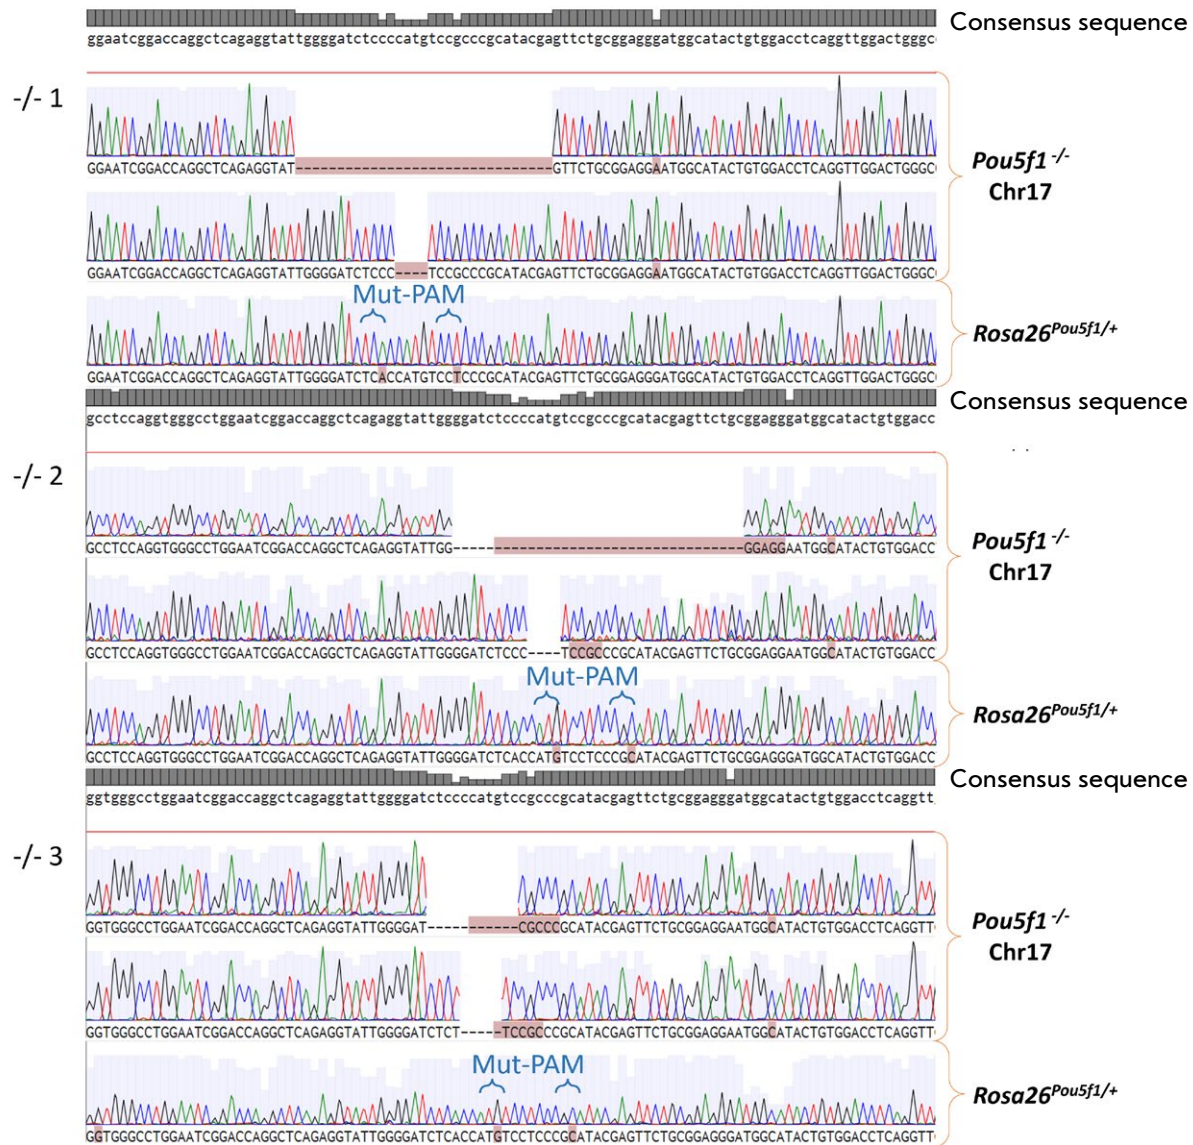 Consensus sequence
ggaatcggaccaggctcagaggtattggggatctccccatgtccgcccgcatacgagttctgcggagggatggcatactgtggacctcaggttggactgggc
-/- 1
GGAATCGGACCAGGCTCAGAGGTAT-------------------------------GTTCTGCGGAGGAATGGCATACTGTGGACCTCAGGTTGGACTGGGC
Pou5f1 -/-
Chr17
GGAATCGGACCAGGCTCAGAGGTATTGGGGATCTCCC----TCCGCCCGCATACGAGTTCTGCGGAGGAATGGCATACTGTGGACCTCAGGTTGGACTGGGC
Mut-PAM
Rosa26Pou5f1/+
GGAATCGGACCAGGCTCAGAGGTATTGGGGATCTCACCATGTCCTCCCGCATACGAGTTCTGCGGAGGGATGGCATACTGTGGACCTCAGGTTGGACTGGGC
Consensus sequence
gcctccaggtgggcctggaatcggaccaggctcagaggtattggggatctccccatgtccgcccgcatacgagttctgcggagggatggcatactgtggacc
-/- 2
GCCTCCAGGTGGGCCTGGAATCGGACCAGGCTCAGAGGTATTGG-----------------------------------GGAGGAATGGCATACTGTGGACC
Pou5f1 -/-
Chr17
GCCTCCAGGTGGGCCTGGAATCGGACCAGGCTCAGAGGTATTGGGGATCTCCC----TCCGCCCGCATACGAGTTCTGCGGAGGAATGGCATACTGTGGACC
Mut-PAM
Rosa26Pou5f1/+
GCCTCCAGGTGGGCCTGGAATCGGACCAGGCTCAGAGGTATTGGGGATCTCACCATGTCCTCCCGCATACGAGTTCTGCGGAGGGATGGCATACTGTGGACC
Consensus sequence
ggtgggcctggaatcggaccaggctcagaggtattggggatctccccatgtccgcccgcatacgagttctgcggagggatggcatactgtggacctcaggtt
-/- 3
GGTGGGCCTGGAATCGGACCAGGCTCAGAGGTATTGGGGAT-----------CGCCCGCATACGAGTTCTGCGGAGGAATGGCATACTGTGGACCTCAGGTT
Pou5f1 -/-
Chr17
GGTGGGCCTGGAATCGGACCAGGCTCAGAGGTATTGGGGATCTCT-----TCCGCCCGCATACGAGTTCTGCGGAGGAATGGCATACTGTGGACCTCAGGTT
Mut-PAM
Rosa26Pou5f1/+
GGTGGGCCTGGAATCGGACCAGGCTCAGAGGTATTGGGGATCTCACCATGTCCTCCCGCATACGAGTTCTGCGGAGGGATGGCATACTGTGGACCTCAGGTT